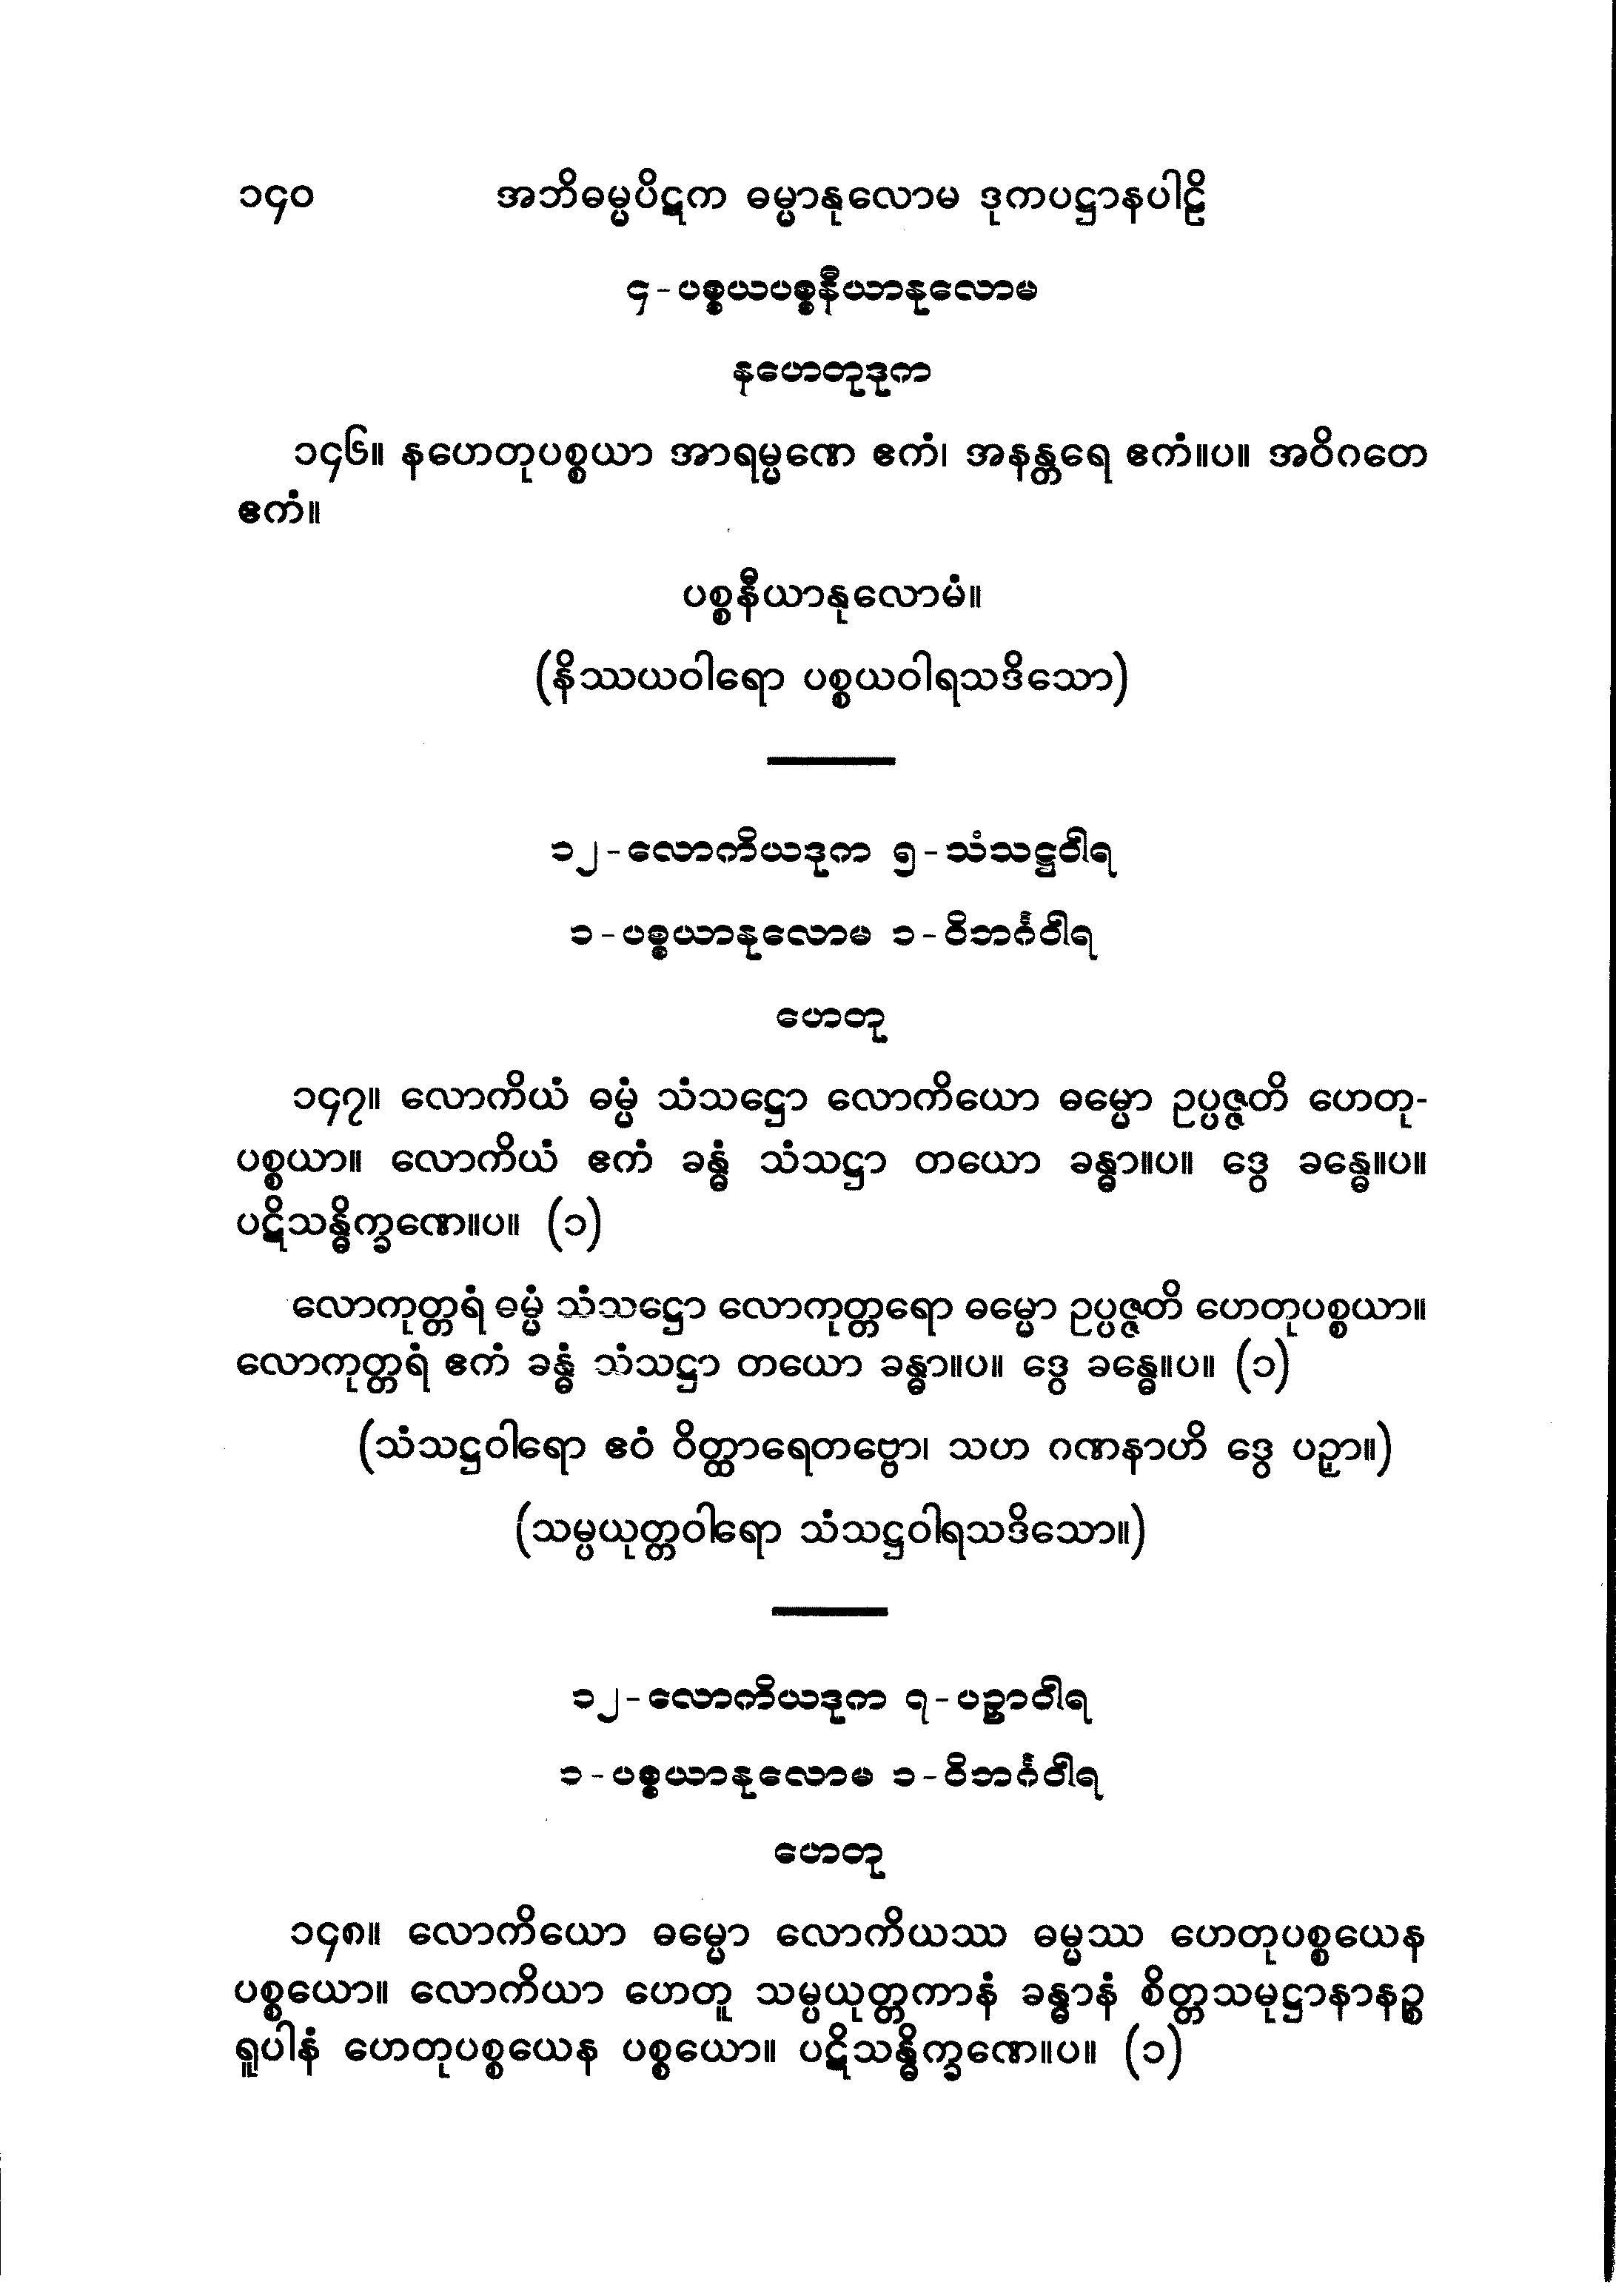 ၁၄၀ အဘိဓမ္မပိဋက ဓမ္မာနုလောမ ဒုကပဋ္ဌာနပါဠိ
၄-ပစ္စယပစ္စနီယာနုလောမ
နဟေတုဒုက
၁၄၆။ နဟေတုပစ္စယာ အာရမ္မဏေ ဧကံ၊ အနန္တရေ ဧကံ။ပ။ အဝိဂတေ
ဧကံ။
ပစ္စနီယာနုလောမံ။
(နိဿယဝါရော ပစ္စယဝါရသဒိသော)
၁၂-လောကိယဒုက ၅-သံသဋ္ဌဝါရ
၁-ပစ္စယာနုလောမ ၁-ဝိဘင်္ဂဝါရ
ဟေတု
၁၄၇။ လောကိယံ ဓမ္မံ သံသဋ္ဌော လောကိယော ဓမ္မော ဥပ္ပဇ္ဇတိ ဟေတု-
ပစ္စယာ။ လောကိယံ ဧကံ ခန္ဓံ သံသဋ္ဌာ တယော ခန္ဓာ။ပ။ ဒွေ ခန္ဓေ။ပ။
ပဋိသန္ဓိက္ခဏေ။ပ။ (၁)
လောကုတ္တရံ ဓမ္မံ သံသဋ္ဌော လောကုတ္တရော ဓမ္မော ဥပ္ပဇ္ဇတိ ဟေတုပစ္စယာ။
လောကုတ္တရံ ဧကံ ခန္ဓံ သံသဋ္ဌာ တယော ခန္ဓာ။ပ။ ဒွေ ခန္ဓေ။ပ။ (၁)
(သံသဋ္ဌဝါရော ဧဝံ ဝိတ္ထာရေတဗ္ဗော၊ သဟ ဂဏနာဟိ ဒွေ ပဉှာ။)
(သမ္ပယုတ္တဝါရော သံသဋ္ဌဝါရသဒိသော။)
၁၂-လောကိယဒုက ၇-ပဉှာဝါရ
၁-ပစ္စယာနုလောမ ၁-ဝိဘင်္ဂဝါရ
ဟေတု
၁၄၈။ လောကိယော ဓမ္မော လောကိယဿ ဓမ္မဿ ဟေတုပစ္စယေန
ပစ္စယော။ လောကိယာ ဟေတူ သမ္ပယုတ္တကာနံ ခန္ဓာနံ စိတ္တသမုဋ္ဌာနာနဉ္စ
ရူပါနံ ဟေတုပစ္စယေန ပစ္စယော။ ပဋိသန္ဓိက္ခဏေ။ပ။ (၁)